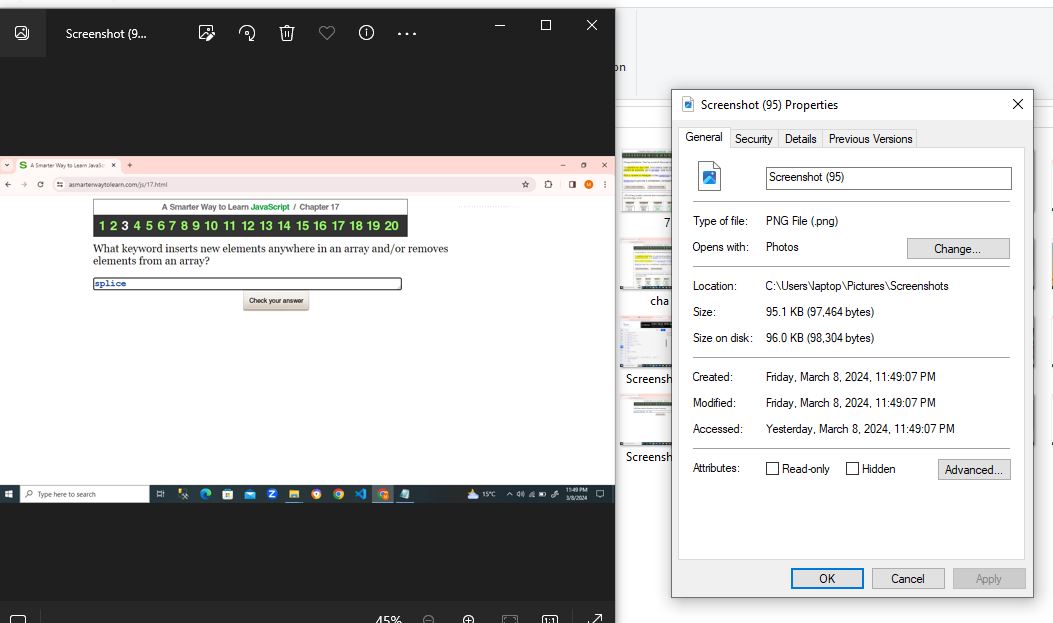 Screenshot (9...
on
A Smarter Way to Learn JavaSc
asmarterwaytolearn.com/js/17.html
A Smarter Way to Learn JavaScript / Chapter 17
1 2 3 4 5 6 7 8 9 10 11 12 13 14 15 16 17 18 19 20
What keyword inserts new elements anywhere in an array and/or removes
elements from an array?
splice
Check your answer
Type here to search
15°C
11:49 PM
3/8/2024
45%
7
cha
Screensh
Screensh
Screenshot (95) Properties
General Security Details Previous Versions
Screenshot (95)
Type of file: PNG File (.png)
Opens with: Photos Change...
Location: C:\Users\laptop\Pictures\Screenshots
Size: 95.1 KB (97,464 bytes)
Size on disk: 96.0 KB (98,304 bytes)
Created: Friday, March 8, 2024, 11:49:07 PM
Modified: Friday, March 8, 2024, 11:49:07 PM
Accessed: Yesterday, March 8, 2024, 11:49:07 PM
Attributes: Read-only Hidden Advanced...
OK Cancel Apply